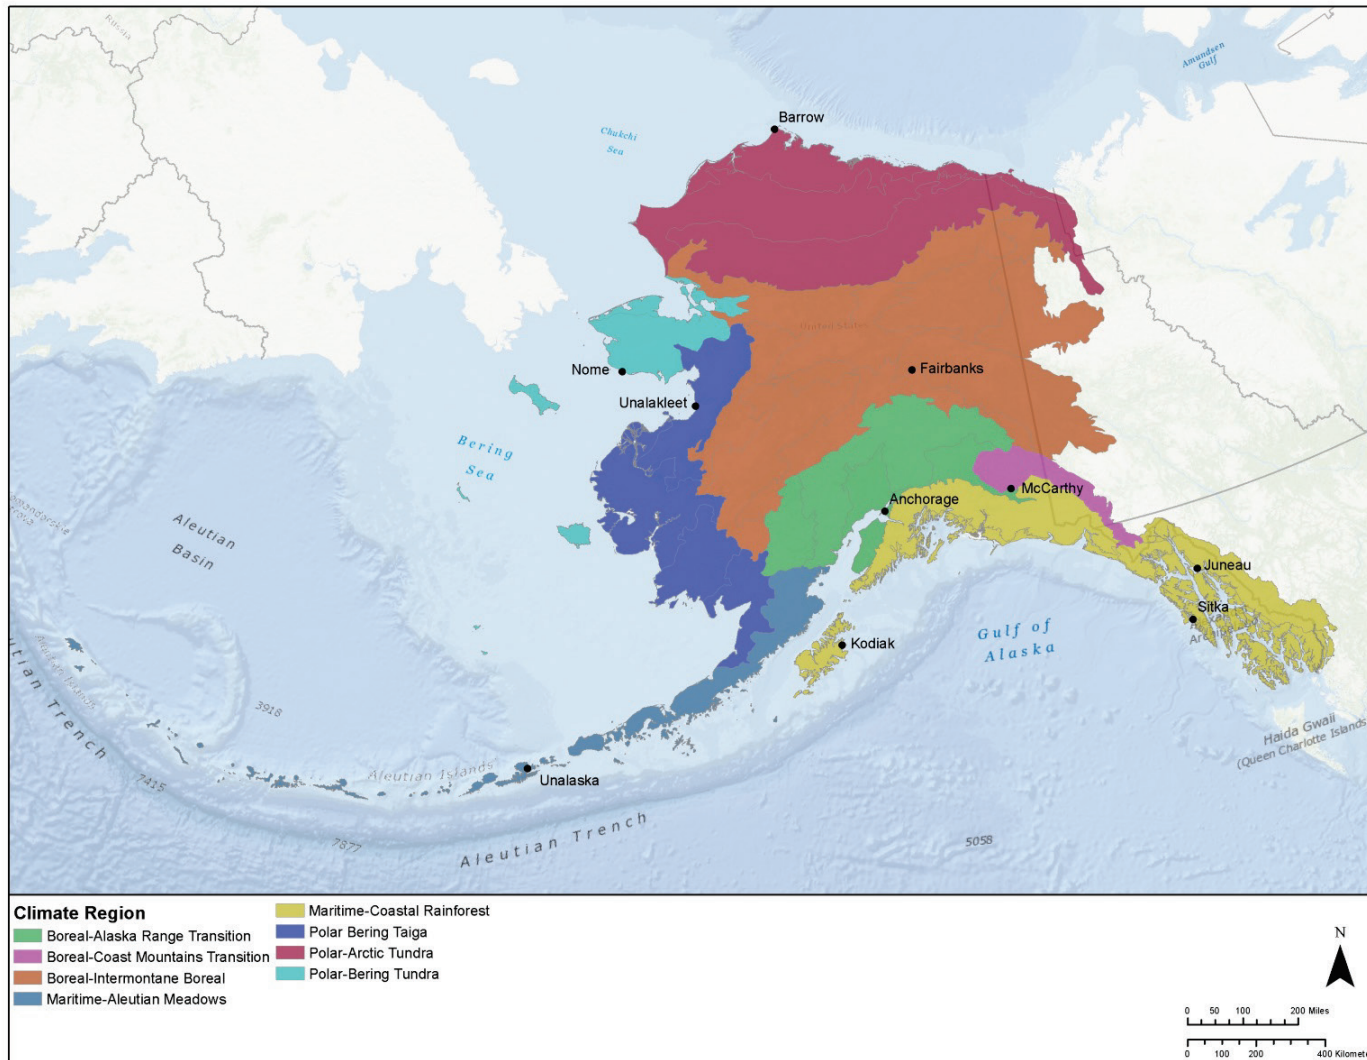 Russia
Amundsen
Gulf
Barrow
Chukchi
Sea
United States
Nome
Fairbanks
Unalakleet
Bering
Sea
McCarthy
Anchorage
Aleutian
Basin
Juneau
Sitka
Gulf of
Alaska
Kodiak
3918
Aleutian Trench
Haida Gwaii
(Queen Charlotte Islands)
Aleutian Islands
Unalaska
7415
Aleutian Trench
7877
5058
Climate Region
Boreal-Alaska Range Transition
Boreal-Coast Mountains Transition
Boreal-Intermontane Boreal
Maritime-Aleutian Meadows
Maritime-Coastal Rainforest
Polar Bering Taiga
Polar-Arctic Tundra
Polar-Bering Tundra
N
0 50 100 200 Miles
0 100 200 400 Kilomet